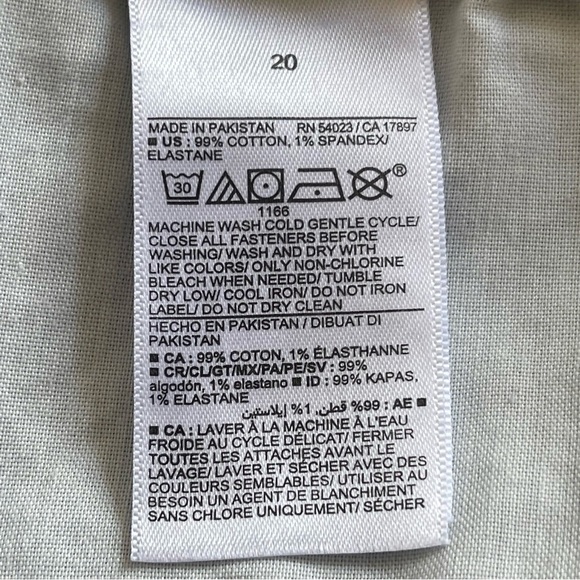 20
MADE IN PAKISTAN RN 54023 / CA 17897
■ US : 99% COTTON, 1% SPANDEX/
ELASTANE
30 ®
1166
MACHINE WASH COLD GENTLE CYCLE/
CLOSE ALL FASTENERS BEFORE
WASHING/ WASH AND DRY WITH
LIKE COLORS/ ONLY NON-CHLORINE
BLEACH WHEN NEEDED/ TUMBLE
DRY LOW/ COOL IRON/ DO NOT IRON
LABEL/ DO NOT DRY CLEAN
HECHO EN PAKISTAN / DIBUAT DI
PAKISTAN
■ CA : 99% COTON, 1% ÉLASTHANNE
■ CR/CL/GT/MX/PA/PE/SV : 99%
algodón, 1% elastano ■ ID : 99% KAPAS,
1% ELASTANE
■ AE : 99% قطن, 1% إيلاستين
■ CA : LAVER À LA MACHINE À L'EAU
FROIDE AU CYCLE DÉLICAT/ FERMER
TOUTES LES ATTACHES AVANT LE
LAVAGE/ LAVER ET SÉCHER AVEC DES
COULEURS SEMBLABLES/ UTILISER AU
BESOIN UN AGENT DE BLANCHIMENT
SANS CHLORE UNIQUEMENT/ SÉCHER